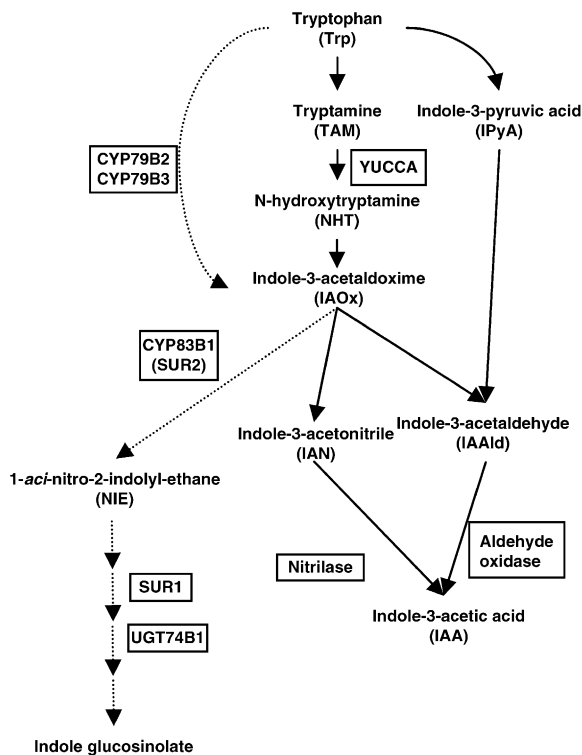 Tryptophan
(Trp)
Tryptamine
(TAM)
Indole-3-pyruvic acid
(IPyA)
CYP79B2
CYP79B3
YUCCA
N-hydroxytryptamine
(NHT)
Indole-3-acetaldoxime
(IAOx)
CYP83B1
(SUR2)
Indole-3-acetonitrile
(IAN)
Indole-3-acetaldehyde
(IAAld)
1-aci-nitro-2-indolyl-ethane
(NIE)
Nitrilase
Aldehyde
oxidase
SUR1
Indole-3-acetic acid
(IAA)
UGT74B1
Indole glucosinolate